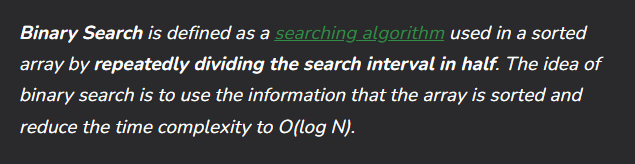 Binary Search is defined as a searching algorithm used in a sorted
array by repeatedly dividing the search interval in half. The idea of
binary search is to use the information that the array is sorted and
reduce the time complexity to O(log N).